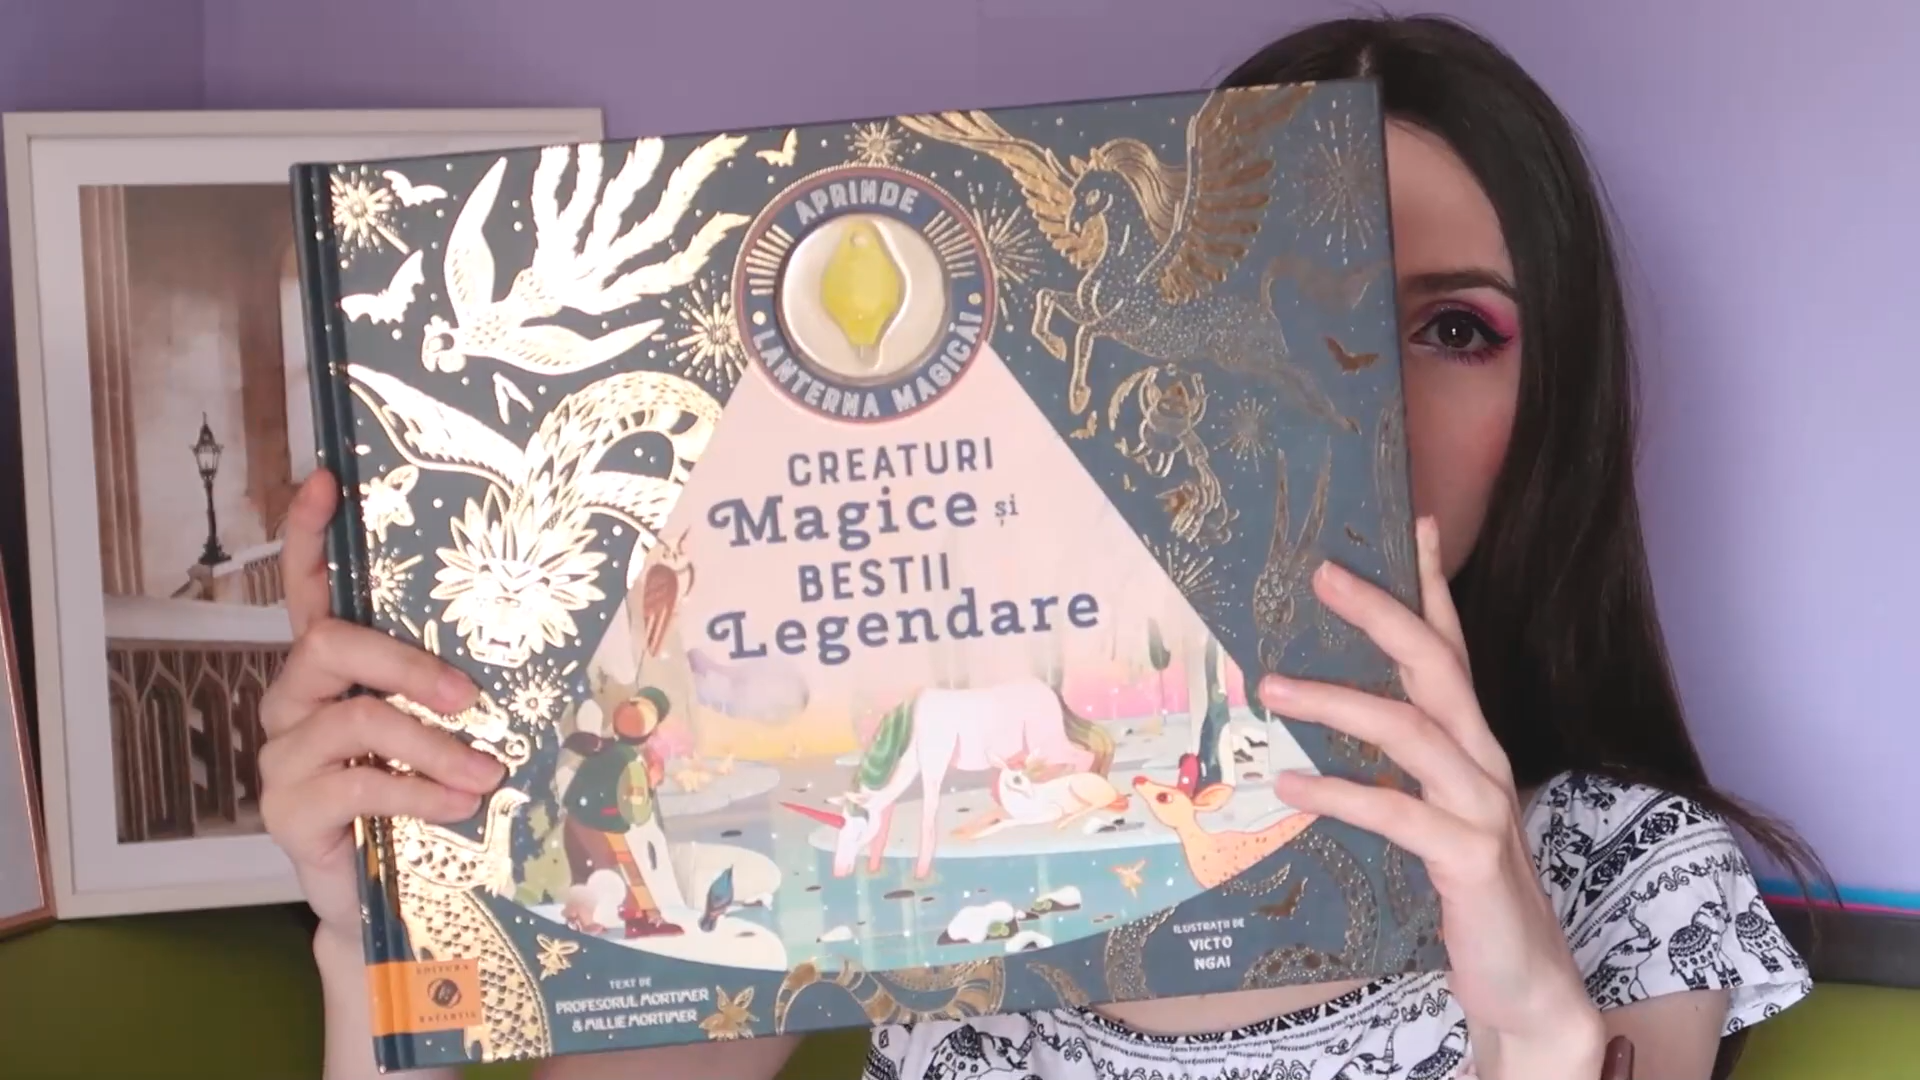 APRINDE
LANTERNA MAGICĂ!
CREATURI
Magice și
BESTII
Legendare
ILUSTRAȚII DE
VICTO
NGAI
TEXT DE
PROFESORUL MORTIMER
& MILLIE MORTIMER
EDITURA